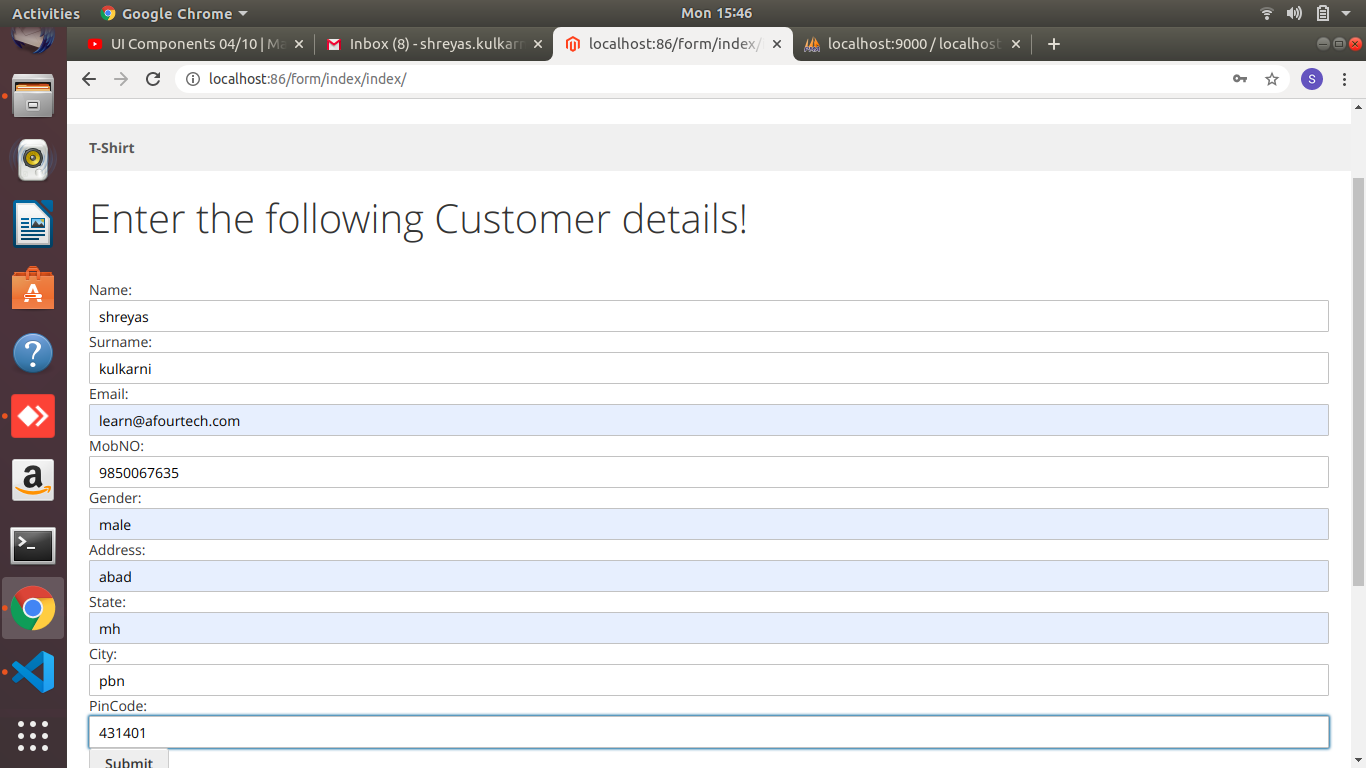 Activities Google Chrome Mon 15:46
UI Components 04/10 | Ma Inbox (8) - shreyas.kulkarn localhost:86/form/index/ localhost:9000 / localhost
localhost:86/form/index/index/ S
T-Shirt
Enter the following Customer details!
Name:
shreyas
Surname:
kulkarni
Email:
learn@afourtech.com
MobNO:
9850067635
Gender:
male
Address:
abad
State:
mh
City:
pbn
PinCode:
431401
Submit